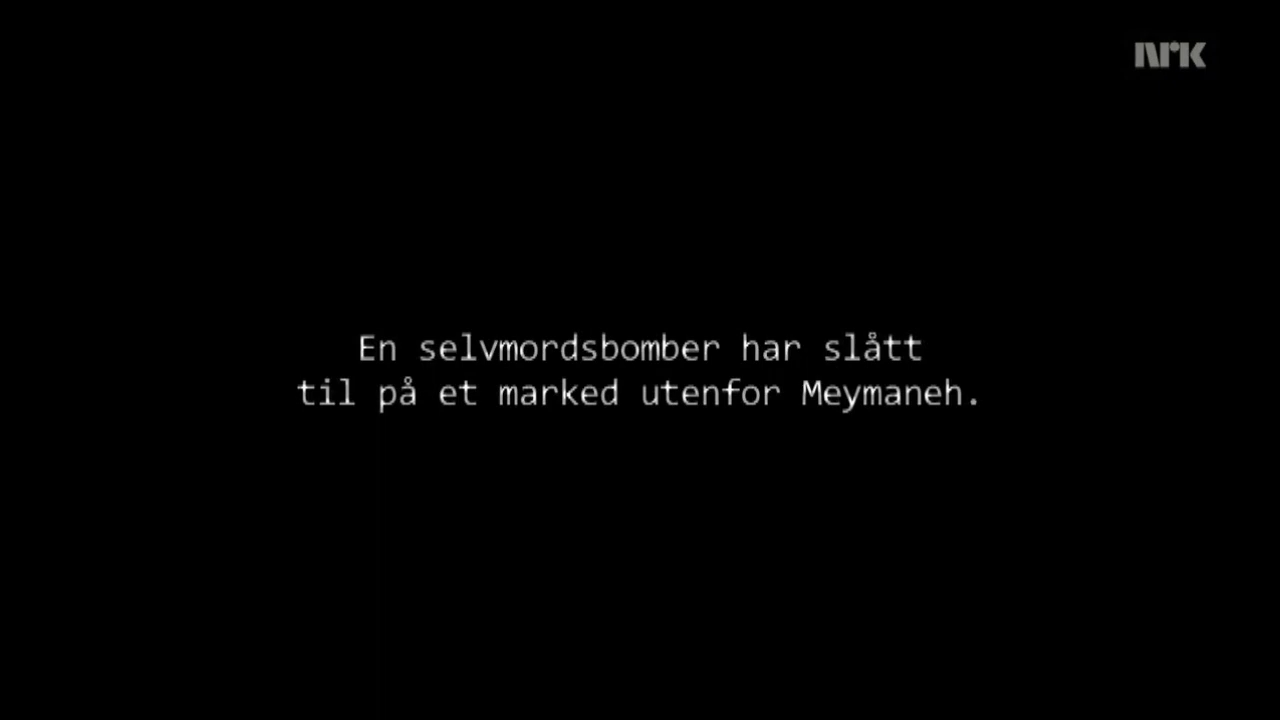 NRK
En selvmordsbomber har slått
til på et marked utenfor Meymaneh.